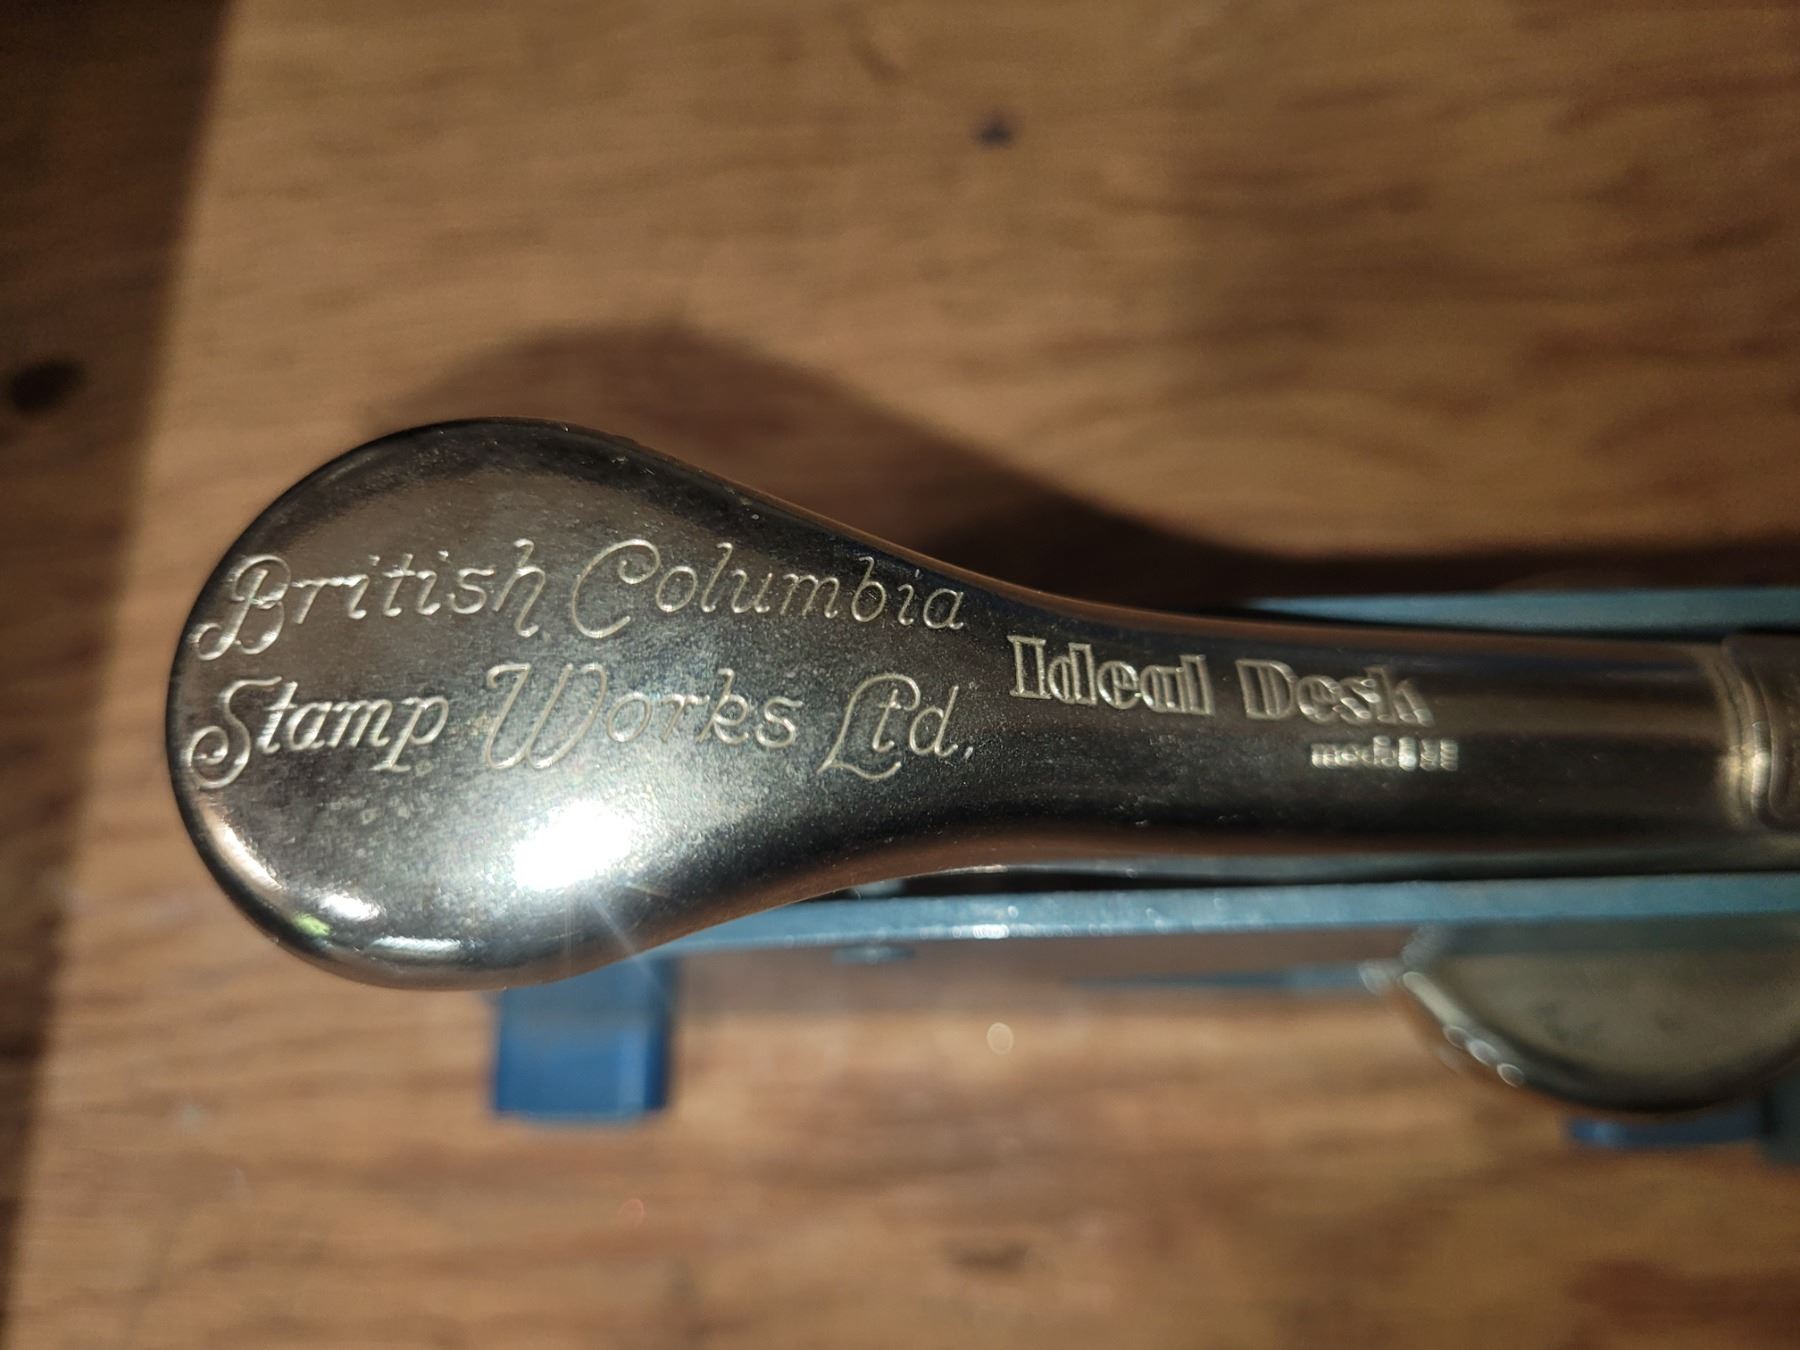 British Columbia
Stamp Works Ltd.
Ideal Desk